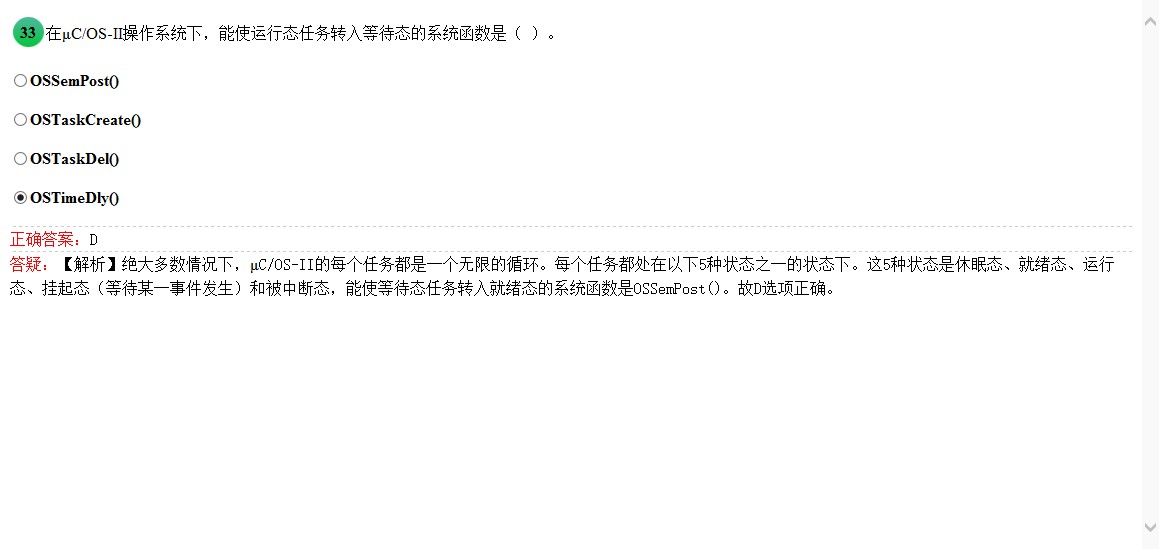 33 在μC/OS-II操作系统下，能使运行态任务转入等待态的系统函数是（ ）。
OSSemPost()
OSTaskCreate()
OSTaskDel()
OSTimeDly()
正确答案：D
答疑：【解析】绝大多数情况下，μC/OS-II的每个任务都是一个无限的循环。每个任务都处在以下5种状态之一的状态下。这5种状态是休眠态、就绪态、运行
态、挂起态（等待某一事件发生）和被中断态，能使等待态任务转入就绪态的系统函数是OSSemPost()。故D选项正确。